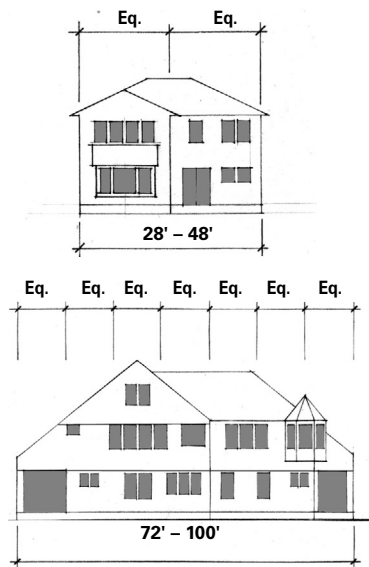 Eq. Eq.
28' – 48'
Eq. Eq. Eq. Eq. Eq. Eq. Eq.
72' – 100'